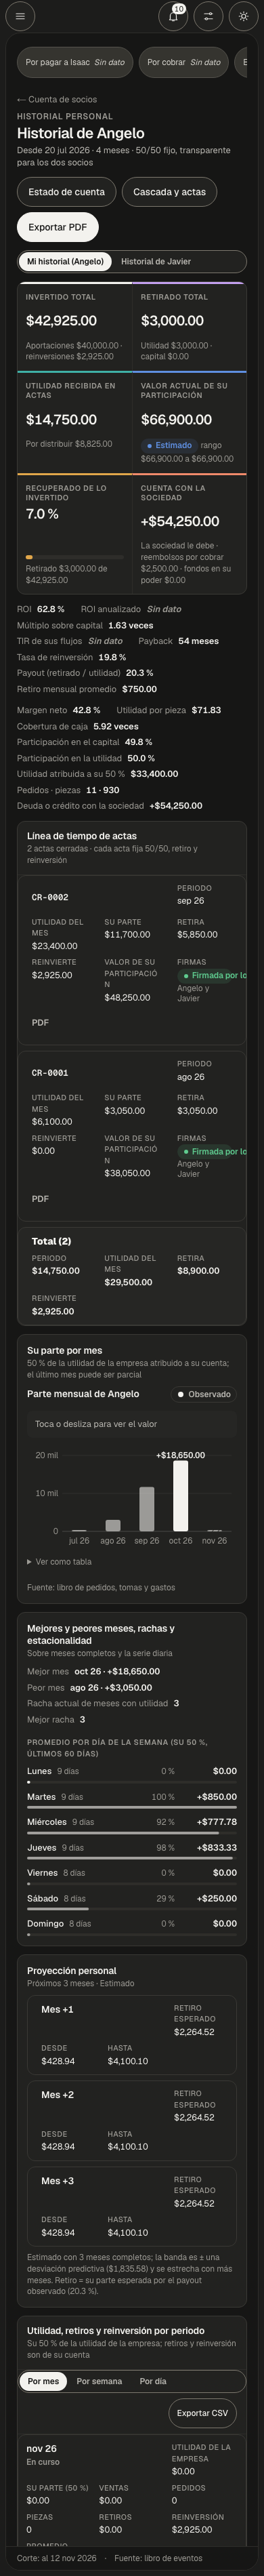 10
Por pagar a Isaac Sin dato
Por cobrar Sin dato
← Cuenta de socios
HISTORIAL PERSONAL
Historial de Angelo
Desde 20 jul 2026 · 4 meses · 50/50 fijo, transparente
para los dos socios
Estado de cuenta
Cascada y actas
Exportar PDF
Mi historial (Angelo)
Historial de Javier
INVERTIDO TOTAL
$42,925.00
Aportaciones $40,000.00 ·
reinversiones $2,925.00
RETIRADO TOTAL
$3,000.00
Utilidad $3,000.00 ·
capital $0.00
UTILIDAD RECIBIDA EN
ACTAS
$14,750.00
Por distribuir $8,825.00
VALOR ACTUAL DE SU
PARTICIPACIÓN
$66,900.00
Estimado rango
$66,900.00 a $66,900.00
RECUPERADO DE LO
INVERTIDO
7.0 %
Retirado $3,000.00 de
$42,925.00
CUENTA CON LA
SOCIEDAD
+$54,250.00
La sociedad le debe ·
reembolsos por cobrar
$2,500.00 · fondos en su
poder $0.00
ROI 62.8 % ROI anualizado Sin dato
Múltiplo sobre capital 1.63 veces
TIR de sus flujos Sin dato Payback 54 meses
Tasa de reinversión 19.8 %
Payout (retirado / utilidad) 20.3 %
Retiro mensual promedio $750.00
Margen neto 42.8 % Utilidad por pieza $71.83
Cobertura de caja 5.92 veces
Participación en el capital 49.8 %
Participación en la utilidad 50.0 %
Utilidad atribuida a su 50 % $33,400.00
Pedidos · piezas 11 · 930
Deuda o crédito con la sociedad +$54,250.00
Línea de tiempo de actas
2 actas cerradas · cada acta fija 50/50, retiro y
reinversión
CR-0002
PERIODO
sep 26
UTILIDAD DEL
MES
$23,400.00
SU PARTE
$11,700.00
RETIRA
$5,850.00
REINVIERTE
$2,925.00
VALOR DE SU
PARTICIPACIÓ
N
$48,250.00
FIRMAS
Firmada por lo
Angelo y
Javier
PDF
CR-0001
PERIODO
ago 26
UTILIDAD DEL
MES
$6,100.00
SU PARTE
$3,050.00
RETIRA
$3,050.00
REINVIERTE
$0.00
VALOR DE SU
PARTICIPACIÓ
N
$38,050.00
FIRMAS
Firmada por lo
Angelo y
Javier
PDF
Total (2)
PERIODO
$14,750.00
UTILIDAD DEL
MES
$29,500.00
RETIRA
$8,900.00
REINVIERTE
$2,925.00
Su parte por mes
50 % de la utilidad de la empresa atribuido a su cuenta;
el último mes puede ser parcial
Parte mensual de Angelo
Observado
Toca o desliza para ver el valor
20 mil
+$18,650.00
10 mil
0
jul 26 ago 26 sep 26 oct 26 nov 26
▶ Ver como tabla
Fuente: libro de pedidos, tomas y gastos
Mejores y peores meses, rachas y
estacionalidad
Sobre meses completos y la serie diaria
Mejor mes oct 26 · +$18,650.00
Peor mes ago 26 · +$3,050.00
Racha actual de meses con utilidad 3
Mejor racha 3
PROMEDIO POR DÍA DE LA SEMANA (SU 50 %,
ÚLTIMOS 60 DÍAS)
Lunes 9 días 0 % $0.00
Martes 9 días 100 % +$850.00
Miércoles 9 días 92 % +$777.78
Jueves 9 días 98 % +$833.33
Viernes 8 días 0 % $0.00
Sábado 8 días 29 % +$250.00
Domingo 8 días 0 % $0.00
Proyección personal
Próximos 3 meses · Estimado
Mes +1
RETIRO
ESPERADO
$2,264.52
DESDE
$428.94
HASTA
$4,100.10
Mes +2
RETIRO
ESPERADO
$2,264.52
DESDE
$428.94
HASTA
$4,100.10
Mes +3
RETIRO
ESPERADO
$2,264.52
DESDE
$428.94
HASTA
$4,100.10
Estimado con 3 meses completos; la banda es ± una
desviación predictiva ($1,835.58) y se estrecha con más
meses. Retiro = su parte esperada por el payout
observado (20.3 %).
Utilidad, retiros y reinversión por periodo
Su 50 % de la utilidad de la empresa; retiros y reinversión
son de su cuenta
Por mes
Por semana
Por día
Exportar CSV
nov 26
En curso
UTILIDAD DE LA
EMPRESA
$0.00
SU PARTE (50 %)
$0.00
VENTAS
$0.00
PEDIDOS
0
PIEZAS
0
RETIROS
$0.00
REINVERSIÓN
$2,925.00
Corte: al 12 nov 2026 · Fuente: libro de eventos